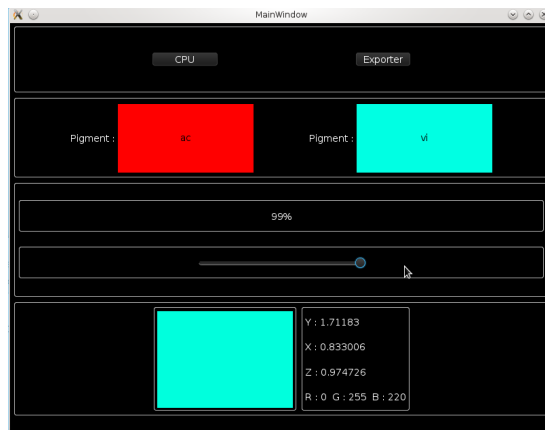 MainWindow
CPU
Exporter
Pigment :
ac
Pigment :
vi
99%
Y : 1.71183
X : 0.833006
Z : 0.974726
R : 0 G : 255 B : 220